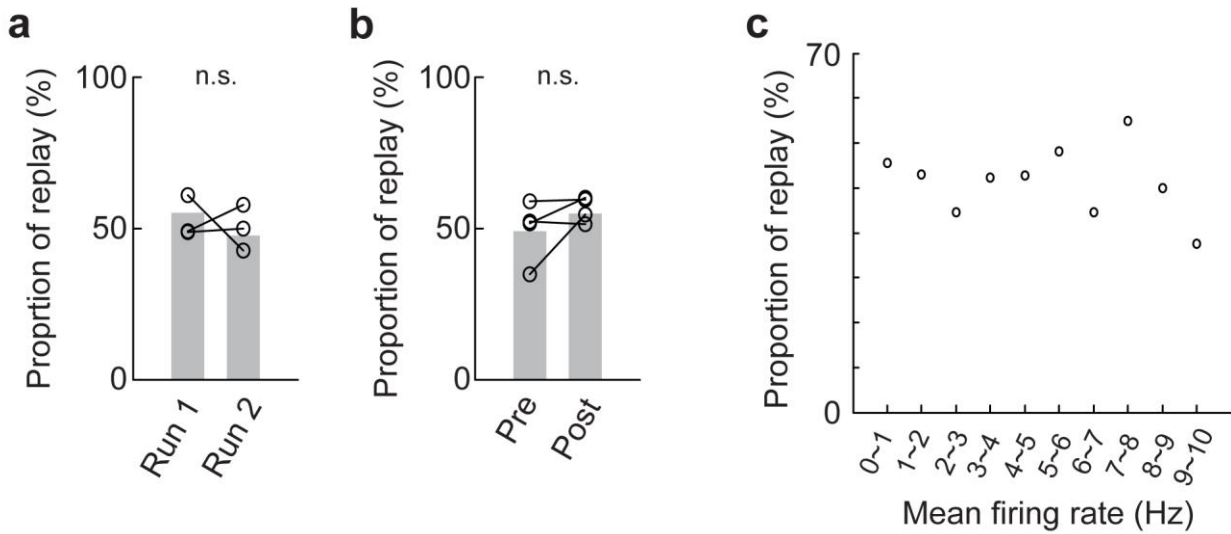 a
Proprtion of replay (%)
100
50
0
n.s.
Run 1
Run 2
b
Proportion of replay (%)
100
50
0
n.s.
Pre
Post
c
Proportion of replay (%)
70
0
0~1
1~2
2~3
3~4
4~5
5~6
6~7
7~8
8~9
9~10
Mean firing rate (Hz)